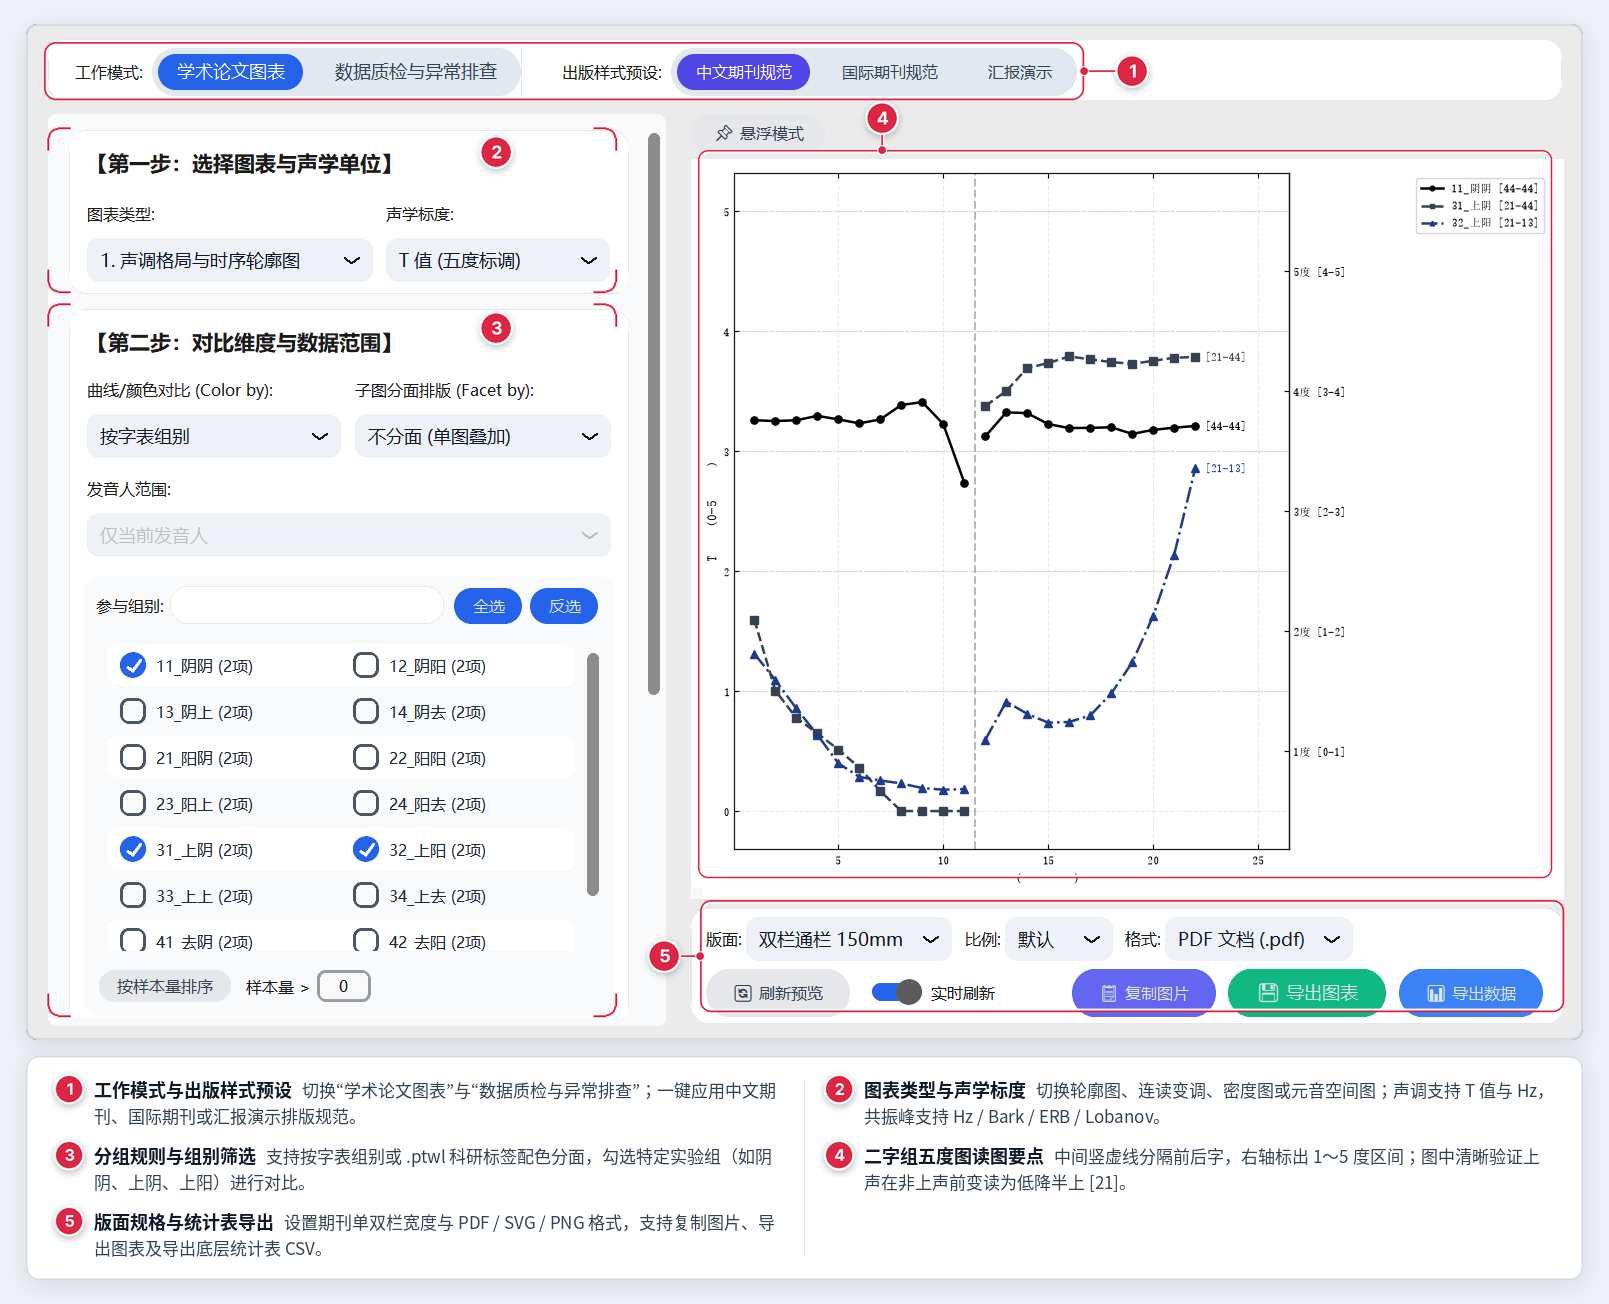 工作模式: 学术论文图表 数据质检与异常排查 出版样式预设: 中文期刊规范 国际期刊规范 汇报演示 1
悬浮模式 4
【第一步：选择图表与声学单位】 2
图表类型: 声学标度:
1. 声调格局与时序轮廓图 T 值 (五度标调)
【第二步：对比维度与数据范围】 3
曲线/颜色对比 (Color by): 子图分面排版 (Facet by):
按字表组别 不分面 (单图叠加)
发音人范围:
仅当前发音人
参与组别: 全选 反选
11_阴阴 (2项) 12_阴阳 (2项)
13_阴上 (2项) 14_阴去 (2项)
21_阳阴 (2项) 22_阳阳 (2项)
23_阳上 (2项) 24_阳去 (2项)
31_上阴 (2项) 32_上阳 (2项)
33_上上 (2项) 34_上去 (2项)
41_去阴 (2项) 42_去阳 (2项)
按样本量排序 样本量 > 0
11_阴阴 [44-44]
31_上阴 [21-44]
32_上阳 [21-13]
5
4
3
2
1
0
T (0-5 )
5度 [4-5]
4度 [3-4]
3度 [2-3]
2度 [1-2]
1度 [0-1]
[21-44]
[44-44]
[21-13]
5 10 15 20 25
( )
版面: 双栏通栏 150mm 比例: 默认 格式: PDF 文档 (.pdf)
5
刷新预览 实时刷新 复制图片 导出图表 导出数据
1 工作模式与出版样式预设 切换“学术论文图表”与“数据质检与异常排查”；一键应用中文期
刊、国际期刊或汇报演示排版规范。
2 图表类型与声学标度 切换轮廓图、连读变调、密度图或元音空间图；声调支持 T 值与 Hz，
共振峰支持 Hz / Bark / ERB / Lobanov。
3 分组规则与组别筛选 支持按字表组别或 .ptwl 科研标签配色分面，勾选特定实验组（如阴
阴、上阴、上阳）进行对比。
4 二字组五度图读图要点 中间竖虚线分隔前后字，右轴标出 1～5 度区间；图中清晰验证上
声在非上声前变读为低降半上 [21]。
5 版面规格与统计表导出 设置期刊单双栏宽度与 PDF / SVG / PNG 格式，支持复制图片、导
出图表及导出底层统计表 CSV。